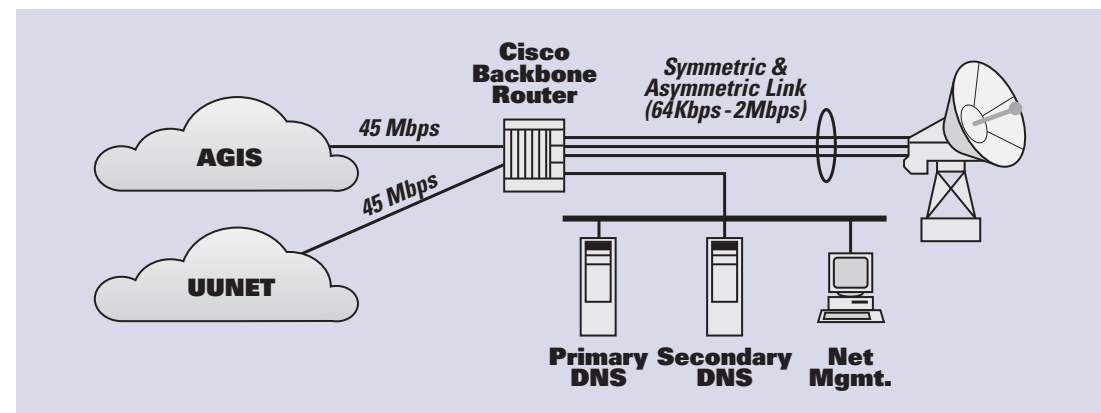 Cisco
Backbone
Router
Symmetric &
Asymmetric Link
(64Kbps - 2Mbps)
45 Mbps
AGIS
45 Mbps
UUNET
Primary
DNS
Secondary
DNS
Net
Mgmt.